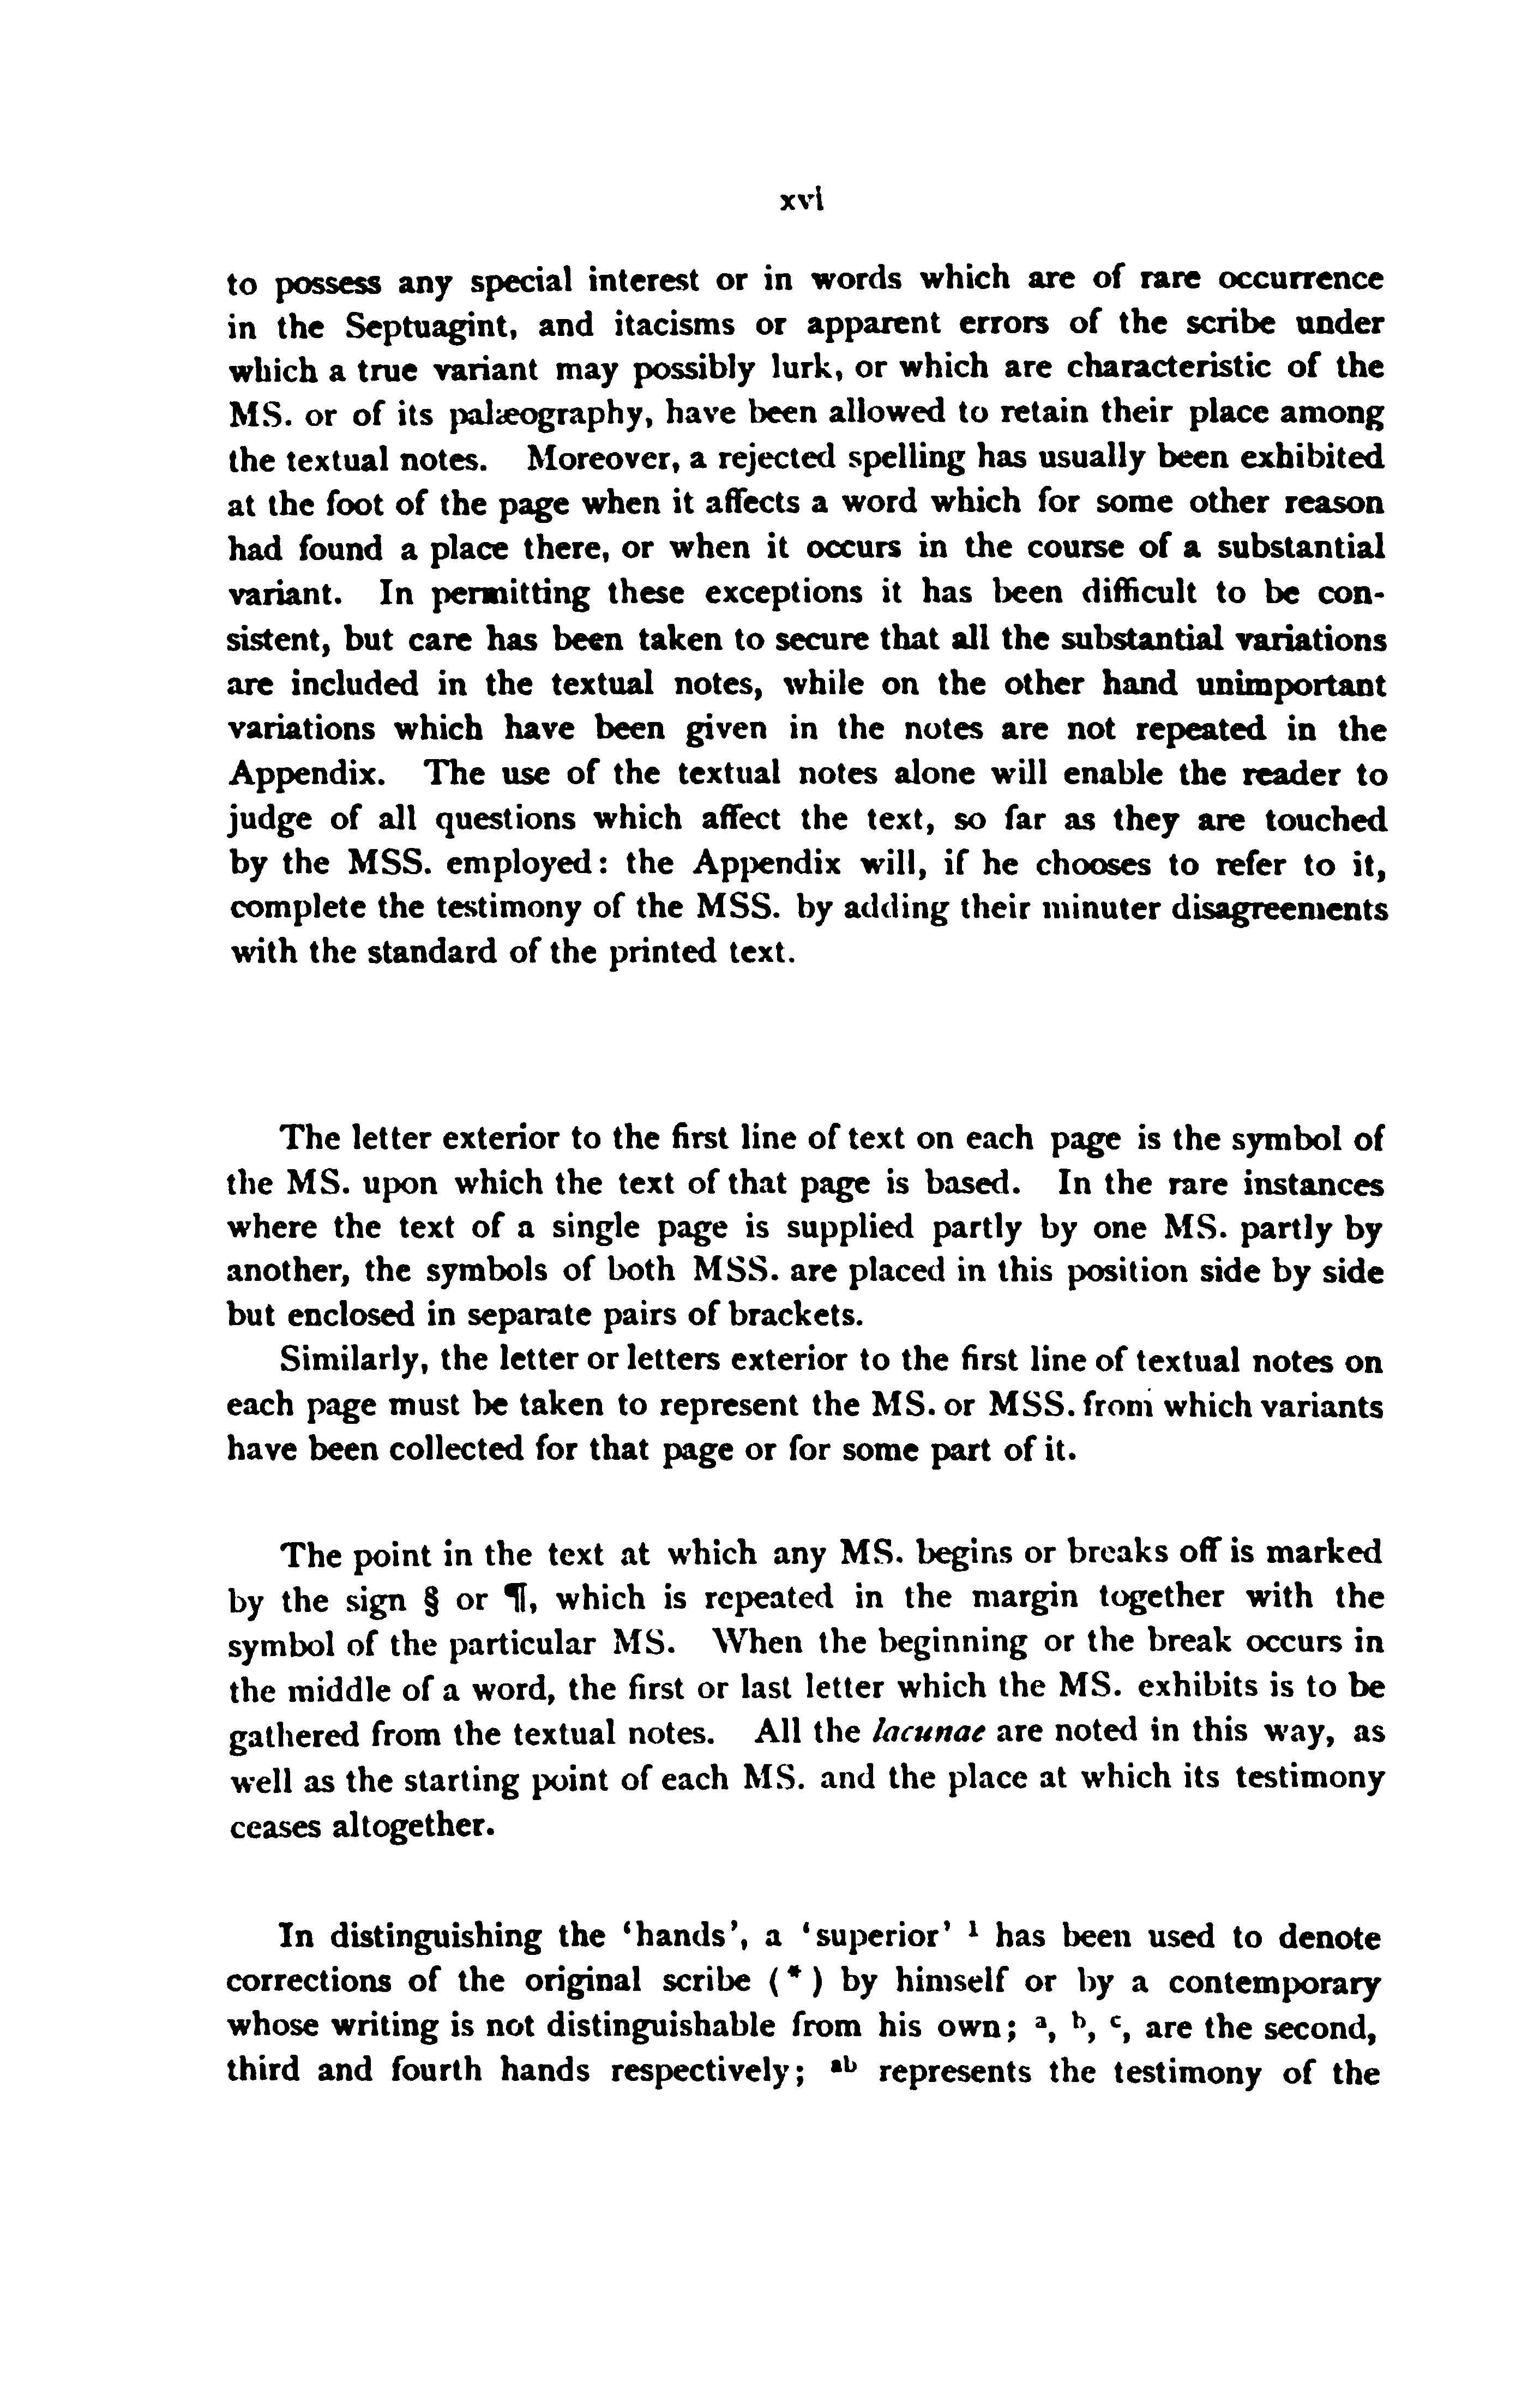 xvi
to possess any special interest or in words which are of rare occurrence
in the Septuagint, and itacisms or apparent errors of the scribe under
which a true variant may possibly lurk, or which are characteristic of the
MS. or of its palæography, have been allowed to retain their place among
the textual notes. Moreover, a rejected spelling has usually been exhibited
at the foot of the page when it affects a word which for some other reason
had found a place there, or when it occurs in the course of a substantial
variant. In permitting these exceptions it has been difficult to be con-
sistent, but care has been taken to secure that all the substantial variations
are included in the textual notes, while on the other hand unimportant
variations which have been given in the notes are not repeated in the
Appendix. The use of the textual notes alone will enable the reader to
judge of all questions which affect the text, so far as they are touched
by the MSS. employed: the Appendix will, if he chooses to refer to it,
complete the testimony of the MSS. by adding their minuter disagreements
with the standard of the printed text.
The letter exterior to the first line of text on each page is the symbol of
the MS. upon which the text of that page is based. In the rare instances
where the text of a single page is supplied partly by one MS. partly by
another, the symbols of both MSS. are placed in this position side by side
but enclosed in separate pairs of brackets.
Similarly, the letter or letters exterior to the first line of textual notes on
each page must be taken to represent the MS. or MSS. from which variants
have been collected for that page or for some part of it.
The point in the text at which any MS. begins or breaks off is marked
by the sign § or ¶, which is repeated in the margin together with the
symbol of the particular MS. When the beginning or the break occurs in
the middle of a word, the first or last letter which the MS. exhibits is to be
gathered from the textual notes. All the lacunae are noted in this way, as
well as the starting point of each MS. and the place at which its testimony
ceases altogether.
In distinguishing the ‘hands’, a ‘superior’ ¹ has been used to denote
corrections of the original scribe (*) by himself or by a contemporary
whose writing is not distinguishable from his own; ᵃ, ᵇ, ᶜ, are the second,
third and fourth hands respectively; ᵃᵇ represents the testimony of the